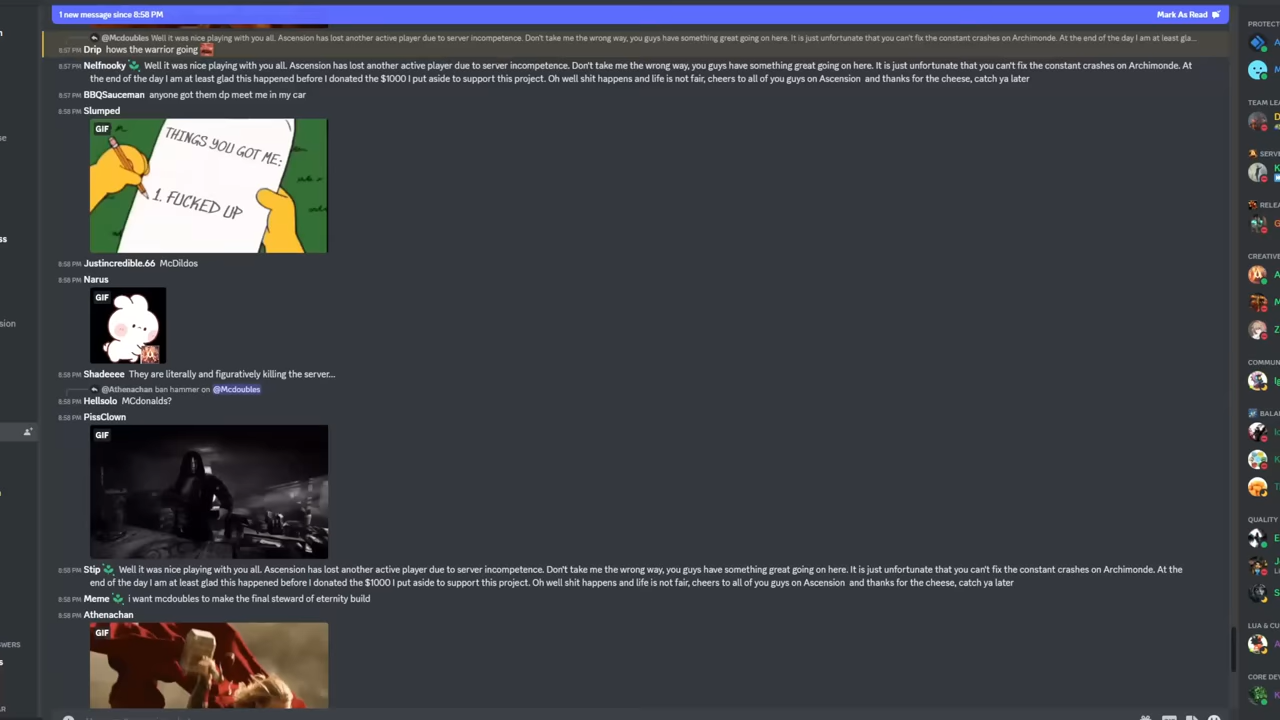 1 new message since 8:58 PM
Mark As Read
@Mcdoubles Well it was nice playing with you all. Ascension has lost another active player due to server incompetence. Don't take me the wrong way, you guys have something great going on here. It is just unfortunate that you can't fix the constant crashes on Archimonde. At the end of the day I am at least gla...
8:57 PM Drip hows the warrior going
8:57 PM Nelfnooky Well it was nice playing with you all. Ascension has lost another active player due to server incompetence. Don't take me the wrong way, you guys have something great going on here. It is just unfortunate that you can't fix the constant crashes on Archimonde. At
the end of the day I am at least glad this happened before I donated the $1000 I put aside to support this project. Oh well shit happens and life is not fair, cheers to all of you guys on Ascension and thanks for the cheese, catch ya later
8:57 PM BBQSauceman anyone got them dp meet me in my car
8:58 PM Slumped
GIF
THINGS YOU GOT ME:
1. FUCKED UP
8:58 PM Justincredible.66 McDildos
8:58 PM Narus
GIF
8:58 PM Shadeeee They are literally and figuratively killing the server...
@Athenachan ban hammer on @Mcdoubles
8:58 PM Hellsolo MCdonalds?
8:58 PM PissClown
GIF
8:58 PM Stip Well it was nice playing with you all. Ascension has lost another active player due to server incompetence. Don't take me the wrong way, you guys have something great going on here. It is just unfortunate that you can't fix the constant crashes on Archimonde. At the
end of the day I am at least glad this happened before I donated the $1000 I put aside to support this project. Oh well shit happens and life is not fair, cheers to all of you guys on Ascension and thanks for the cheese, catch ya later
8:58 PM Meme i want mcdoubles to make the final steward of eternity build
8:58 PM Athenachan
GIF
PROTECT
TEAM LEA
SERVE
RELEA
CREATIVE
COMMUN
BALA
QUALITY
LUA & CU
CORE DEV
sion
SWERS
AR